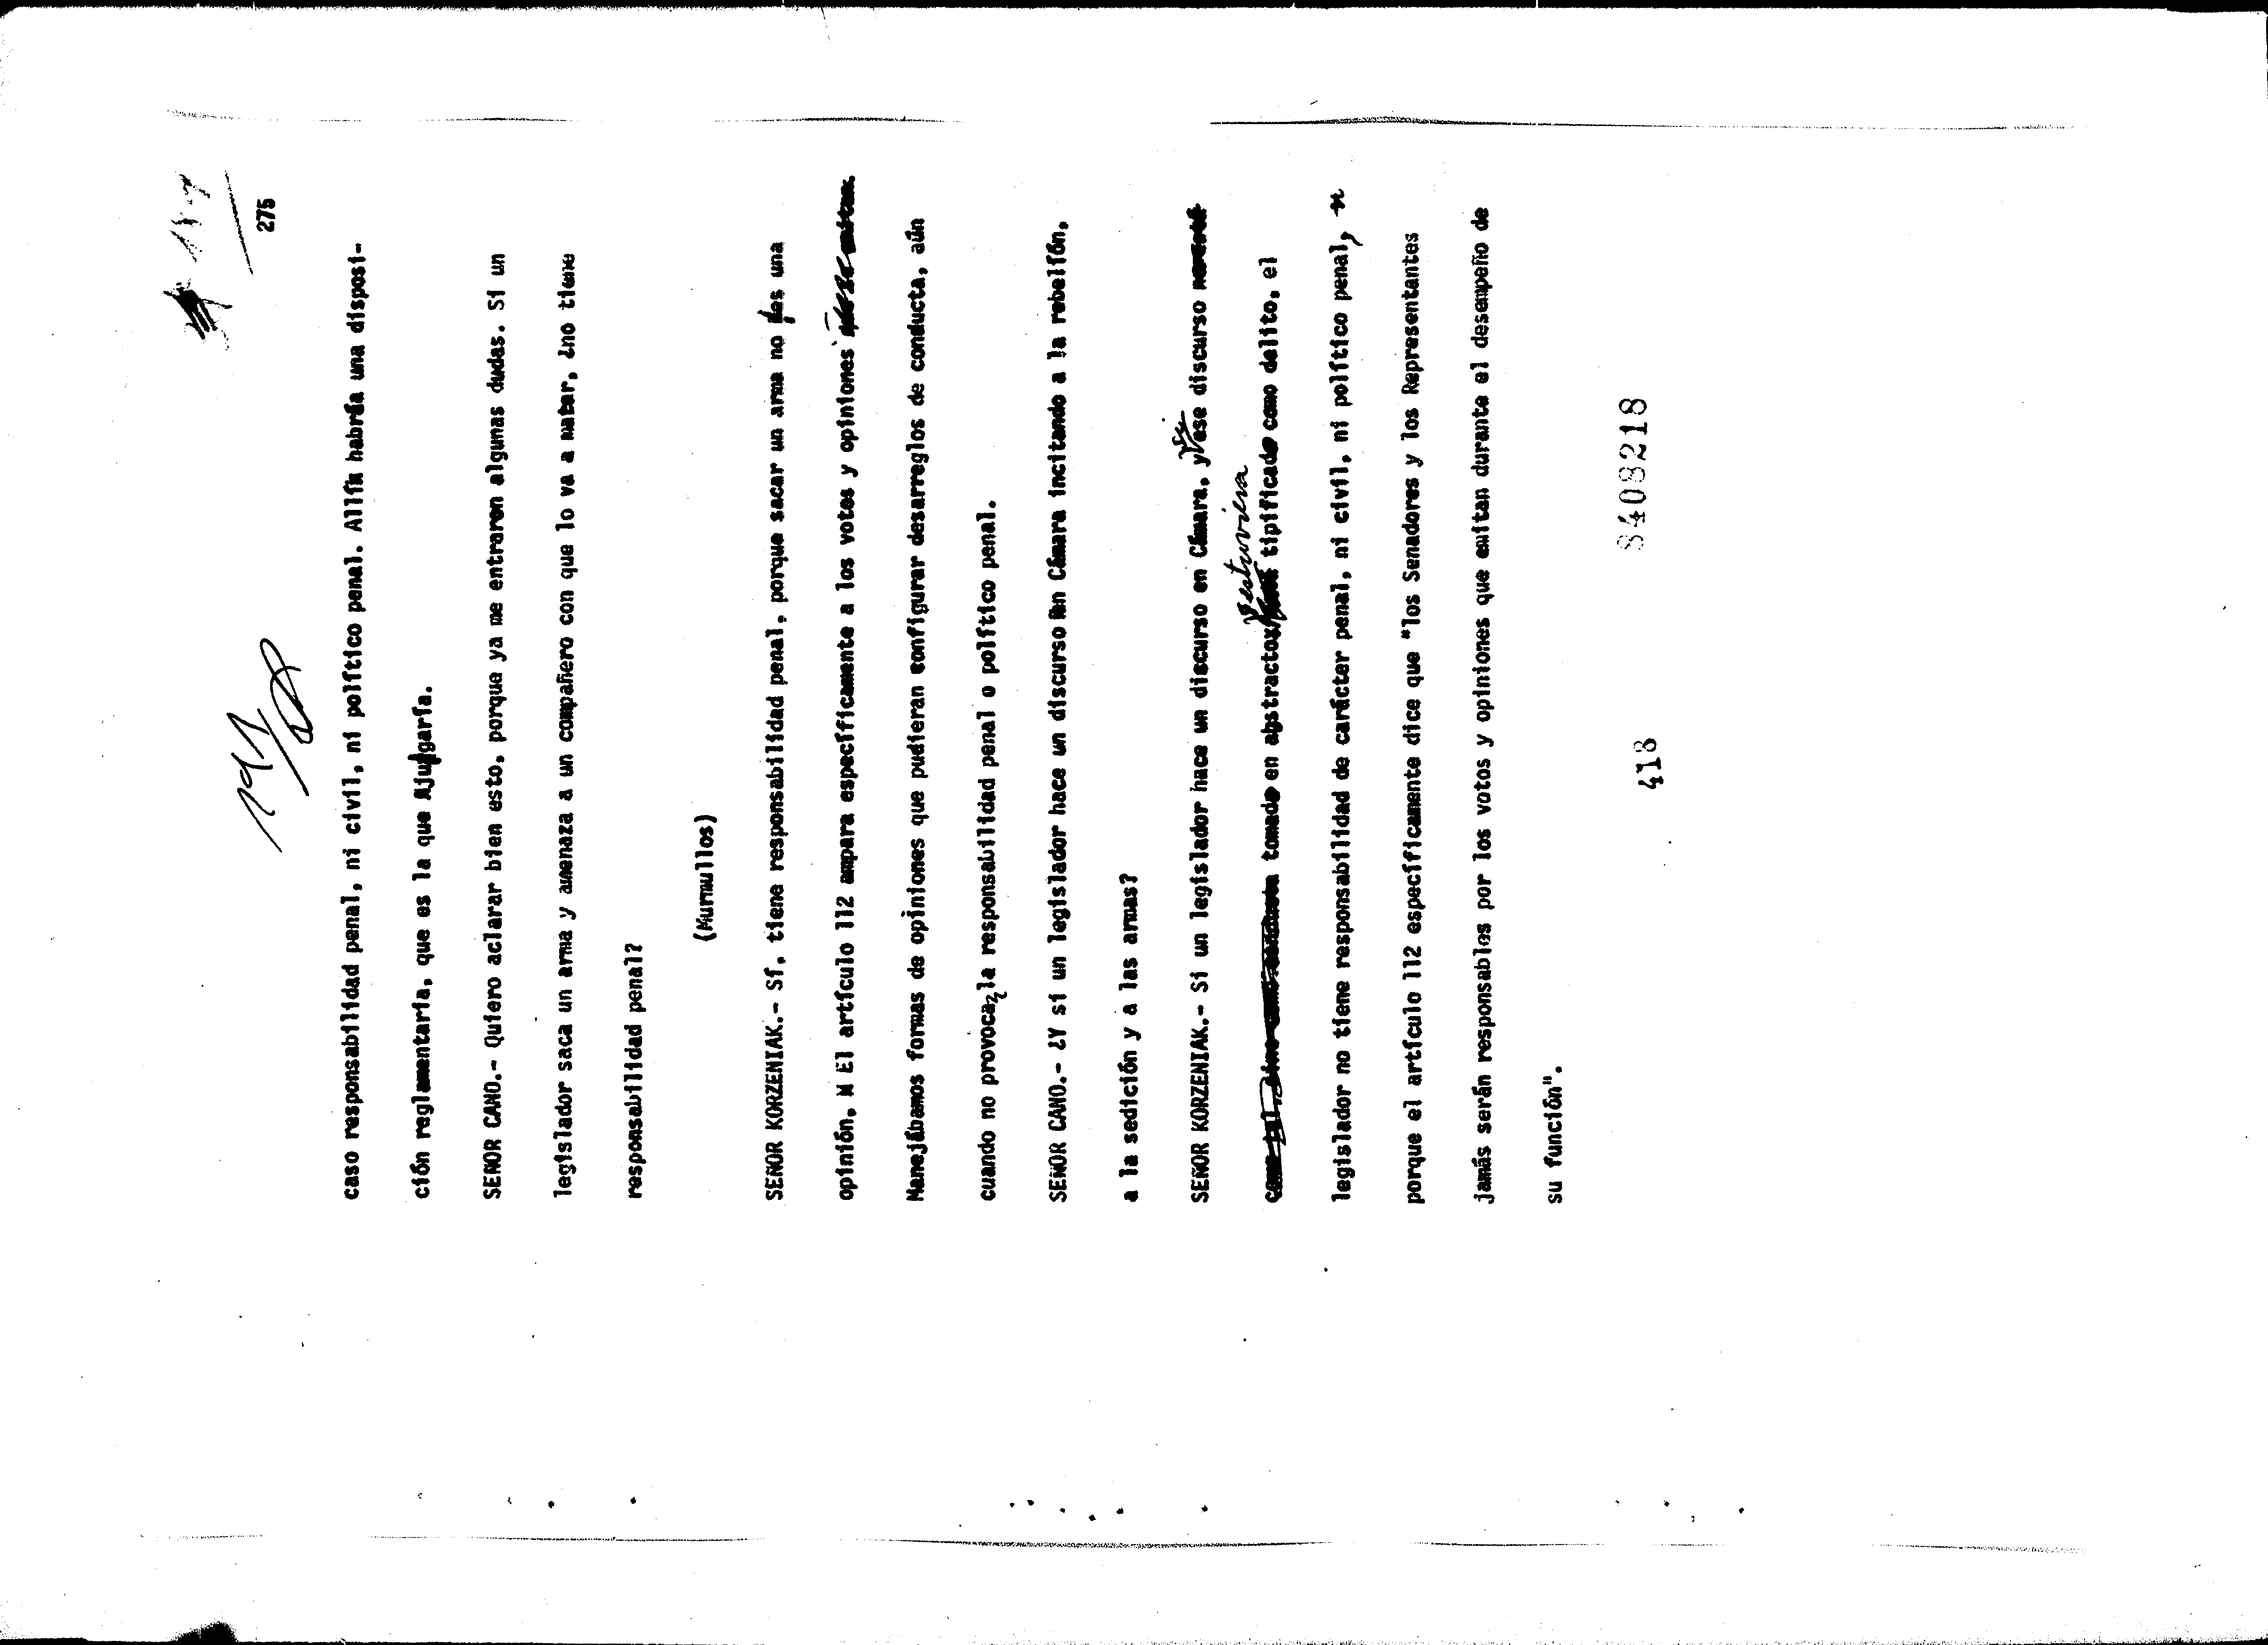 275
caso responsabilidad penal, ni civil, ni político penal. Allí habría una disposi-
ción reglamentaria, que es la que juzgaría.
SEÑOR CANO.- Quiero aclarar bien esto, porque ya me entraron algunas dudas. Si un
legislador saca un arma y amenaza a un compañero con que lo va a matar, ¿no tiene
responsabilidad penal?
(Murmullos)
SEÑOR KORZENIAK.- Sí, tiene responsabilidad penal, porque sacar un arma no es una
opinión. El artículo 112 ampara específicamente a los votos y opiniones
Manejábamos formas de opiniones que pudieran configurar desarreglos de conducta, aún
cuando no provocaz la responsabilidad penal o político penal.
SEÑOR CANO.- ¿Y si un legislador hace un discurso en Cámara incitando a la rebelión,
a la sedición y a las armas?
SEÑOR KORZENIAK.- Si un legislador hace un discurso en Cámara, y si ese discurso
tomado en abstracto estuviera tipificado como delito, el
legislador no tiene responsabilidad de carácter penal, ni civil, ni político penal,
porque el artículo 112 específicamente dice que "los Senadores y los Representantes
jamás serán responsables por los votos y opiniones que emitan durante el desempeño de
su función".
418 8408218